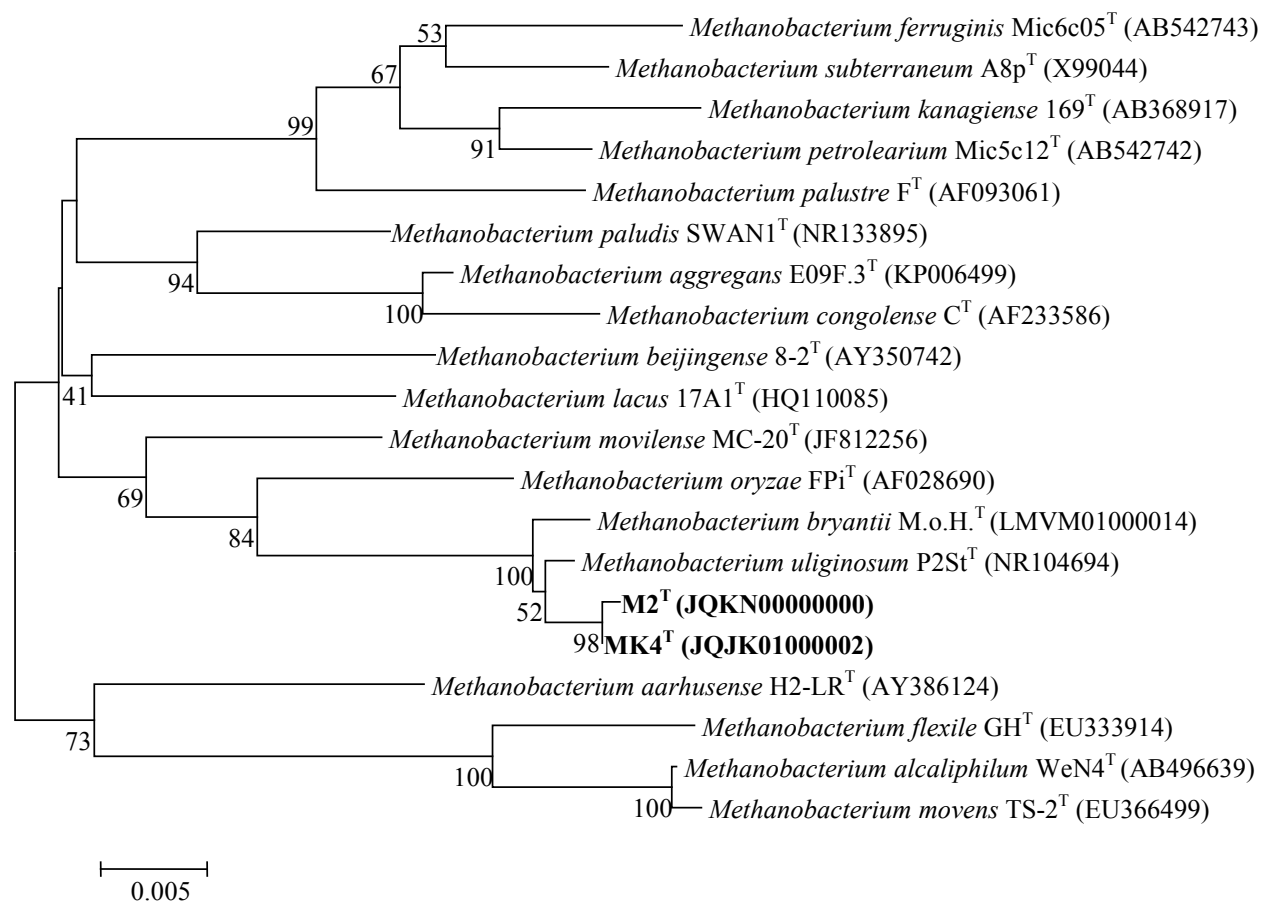 53
Methanobacterium ferruginis Mic6c05T (AB542743)
67
Methanobacterium subterraneum A8pT (X99044)
99
Methanobacterium kanagiense 169T (AB368917)
91
Methanobacterium petrolearium Mic5c12T (AB542742)
Methanobacterium palustre FT (AF093061)
Methanobacterium paludis SWAN1T (NR133895)
94
Methanobacterium aggregans E09F.3T (KP006499)
100
Methanobacterium congolense CT (AF233586)
Methanobacterium beijingense 8-2T (AY350742)
41
Methanobacterium lacus 17A1T (HQ110085)
Methanobacterium movilense MC-20T (JF812256)
69
Methanobacterium oryzae FPiT (AF028690)
84
Methanobacterium bryantii M.o.H.T (LMVM01000014)
100
Methanobacterium uliginosum P2StT (NR104694)
52
M2T (JQKN00000000)
98
MK4T (JQJK01000002)
Methanobacterium aarhusense H2-LRT (AY386124)
73
Methanobacterium flexile GHT (EU333914)
100
Methanobacterium alcaliphilum WeN4T (AB496639)
100
Methanobacterium movens TS-2T (EU366499)
0.005